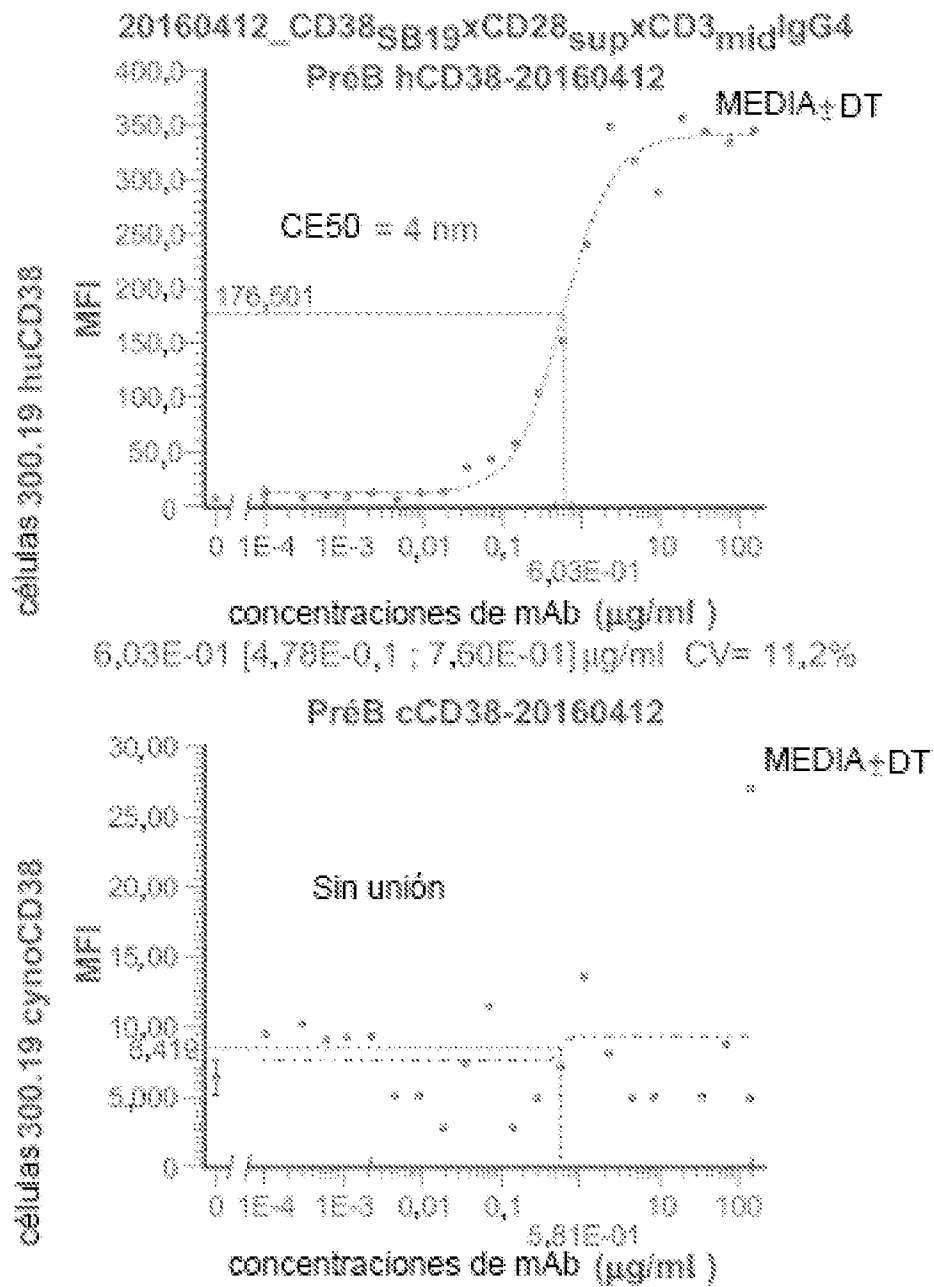 20160412_CD38SB19xCD28supxCD3midIgG4
PréB hCD38-20160412
MEDIA±DT
400,0
350,0
300,0
250,0
200,0
150,0
100,0
50,0
0
CE50 = 4 nm
176,501
MFI
células 300.19 huCD38
0 1E-4 1E-3 0,01 0,1 10 100
6,03E-01
concentraciones de mAb (µg/ml )
6,03E-01 [4,78E-0,1 ; 7,60E-01] µg/ml CV= 11,2%
PréB cCD38-20160412
MEDIA±DT
30,00
25,00
20,00
15,00
10,00
8,419
5,000
0
Sin unión
MFI
células 300.19 cynoCD38
0 1E-4 1E-3 0,01 0,1 10 100
5,81E-01
concentraciones de mAb (µg/ml )